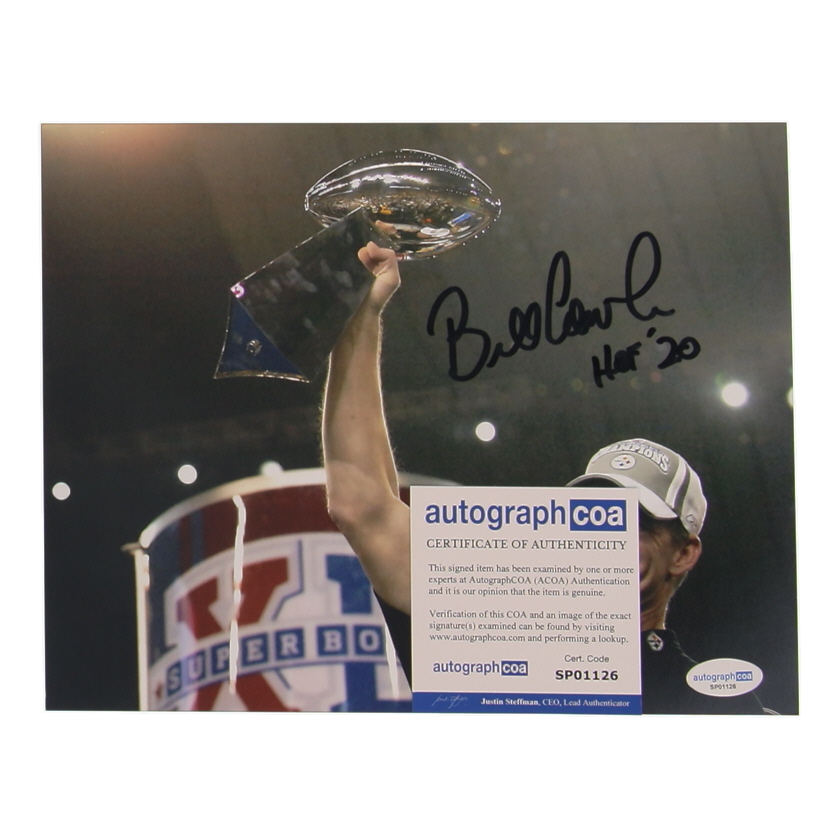 Bill Cowher
HOF '20
CHAMPIONS
XL
SUPER BO
autographcoa
CERTIFICATE OF AUTHENTICITY
This signed item has been examined by one or more
experts at AutographCOA (ACOA) Authentication
and it is our opinion that the item is genuine.
Verification of this COA and an image of the exact
signature(s) examined can be found by visiting
www.autographcoa.com and performing a lookup.
autographcoa
Cert. Code
SP01126
Justin Steffman, CEO, Lead Authenticator
autographcoa
SP01126